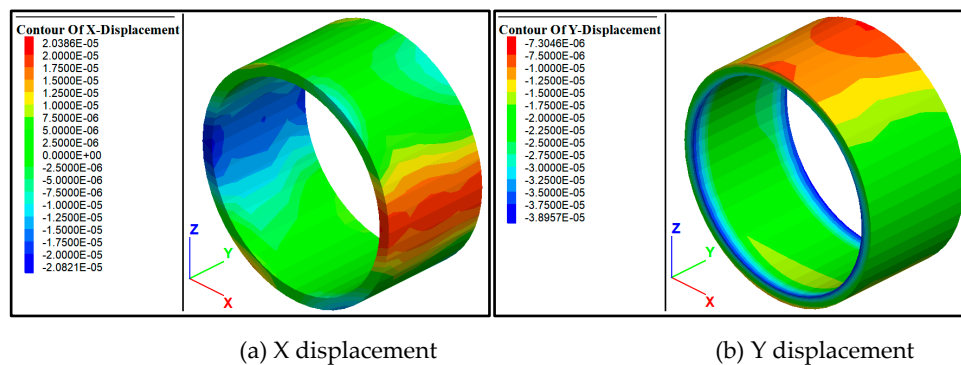 Contour Of X-Displacement
2.0386E-05
2.0000E-05
1.7500E-05
1.5000E-05
1.2500E-05
1.0000E-05
7.5000E-06
5.0000E-06
2.5000E-06
0.0000E+00
-2.5000E-06
-5.0000E-06
-7.5000E-06
-1.0000E-05
-1.2500E-05
-1.5000E-05
-1.7500E-05
-2.0000E-05
-2.0821E-05
Z
Y
X
Contour Of Y-Displacement
-7.3046E-06
-7.5000E-06
-1.0000E-05
-1.2500E-05
-1.5000E-05
-1.7500E-05
-2.0000E-05
-2.2500E-05
-2.5000E-05
-2.7500E-05
-3.0000E-05
-3.2500E-05
-3.5000E-05
-3.7500E-05
-3.8957E-05
Z
Y
X
(a) X displacement
(b) Y displacement